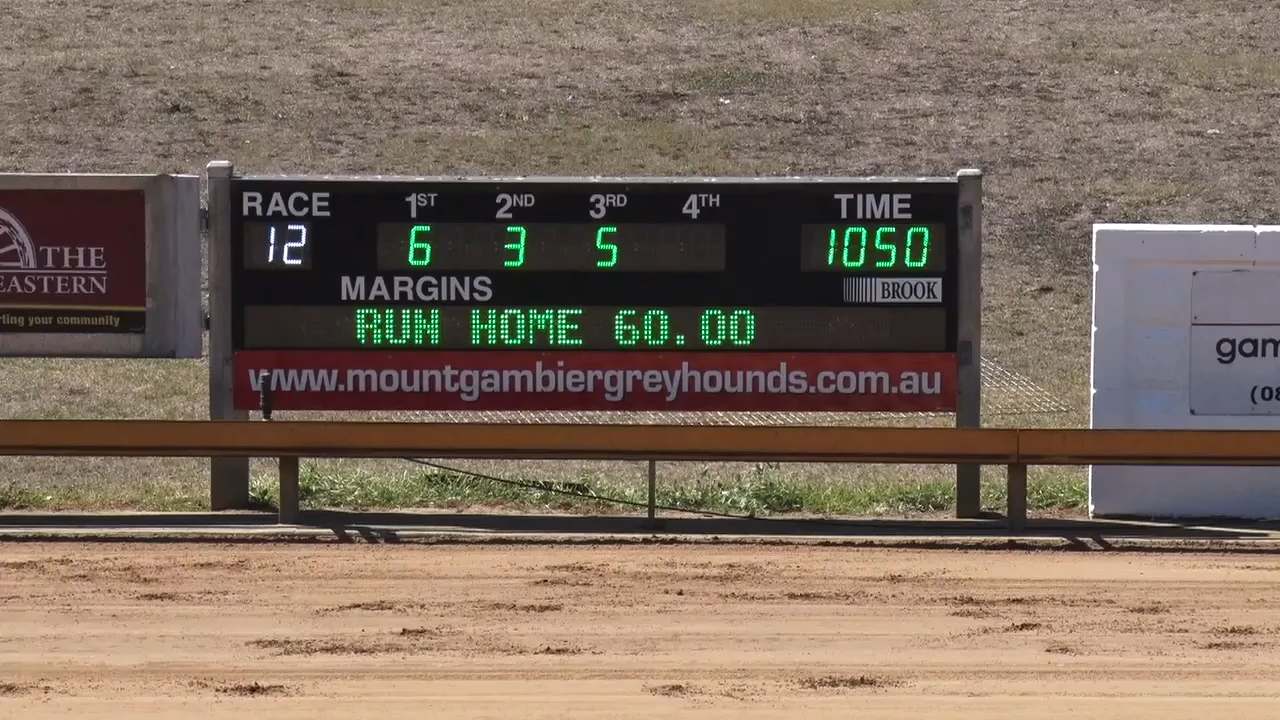 RACE 1ST 2ND 3RD 4TH TIME
12 6 3 5 1050
MARGINS BROOK
RUN HOME 60.00
www.mountgambiergreyhounds.com.au
THE
EASTERN
rting your community
gam
(08